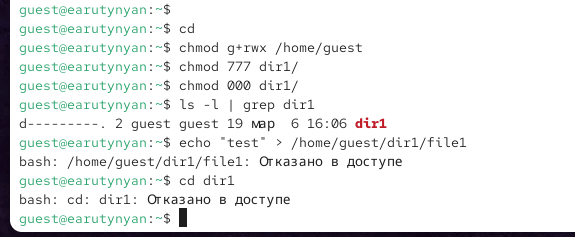 guest@earutynyan:~$
guest@earutynyan:~$ cd
guest@earutynyan:~$ chmod g+rwx /home/guest
guest@earutynyan:~$ chmod 777 dir1/
guest@earutynyan:~$ chmod 000 dir1/
guest@earutynyan:~$ ls -l | grep dir1
d---------. 2 guest guest 19 мар  6 16:06 dir1
guest@earutynyan:~$ echo "test" > /home/guest/dir1/file1
bash: /home/guest/dir1/file1: Отказано в доступе
guest@earutynyan:~$ cd dir1
bash: cd: dir1: Отказано в доступе
guest@earutynyan:~$